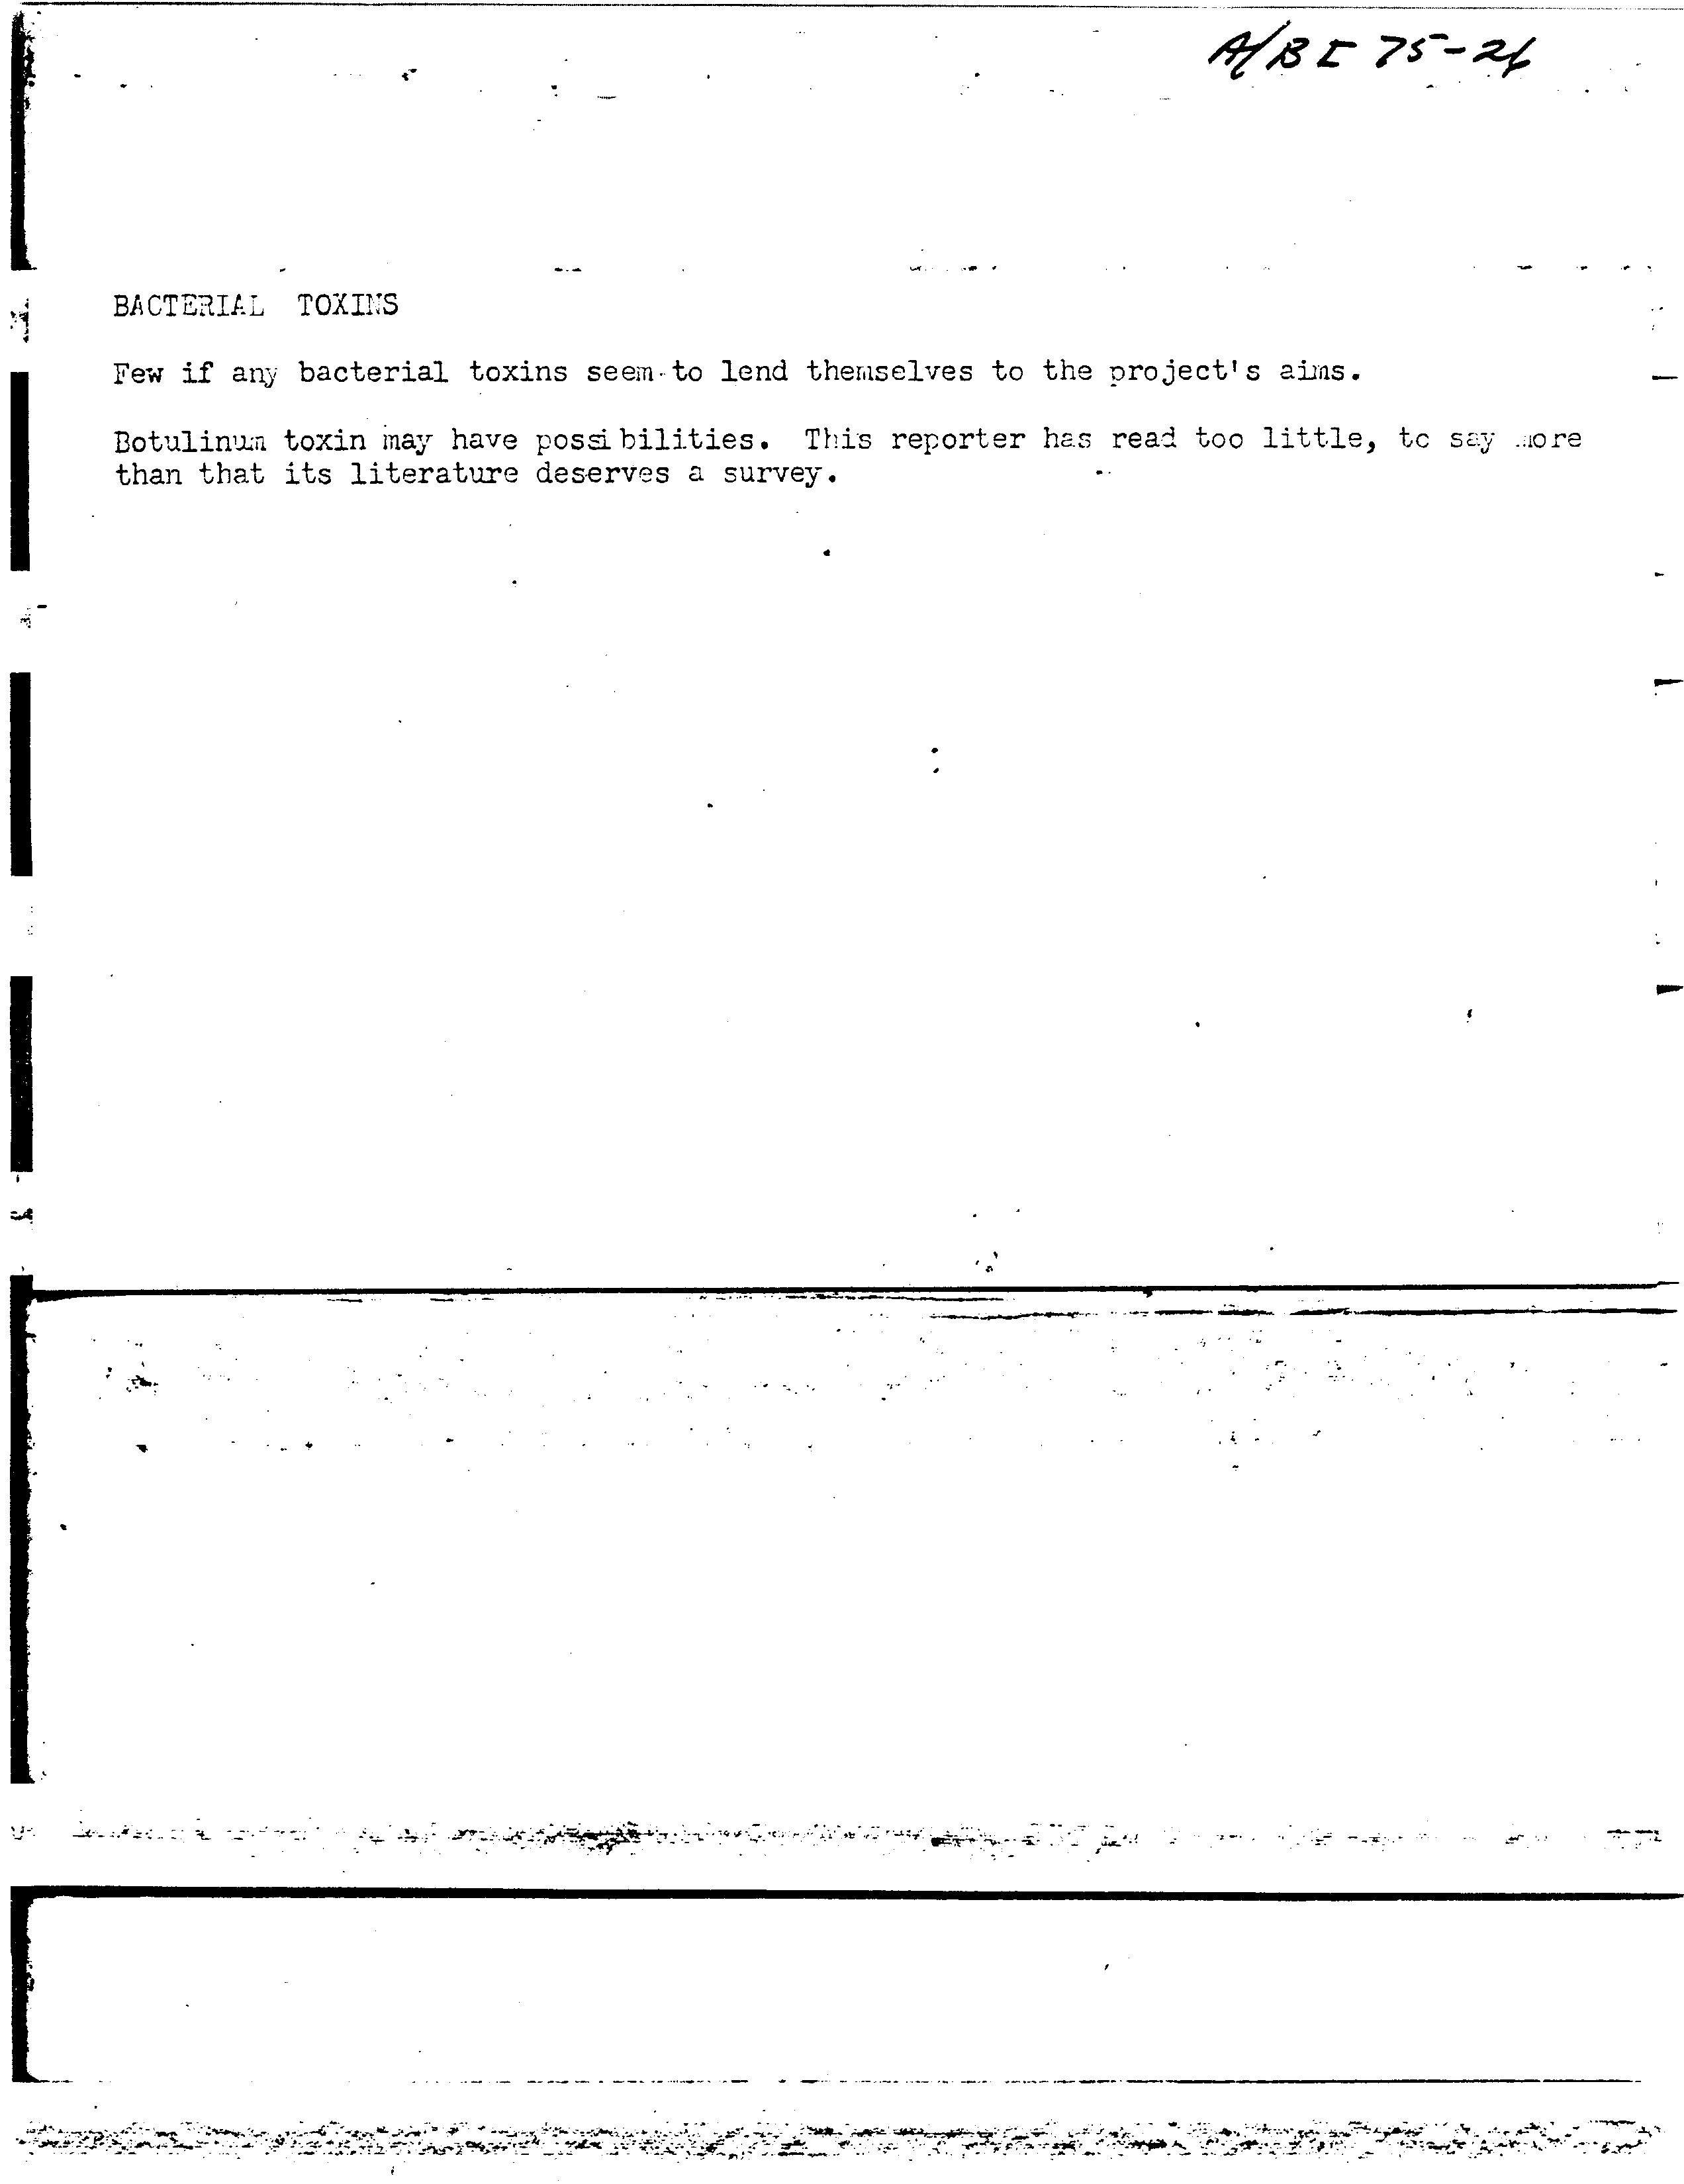 A/B I 75-26
BACTERIAL TOXINS
Few if any bacterial toxins seem to lend themselves to the project's aims.
Botulinum toxin may have possibilities. This reporter has read too little, to say more
than that its literature deserves a survey.